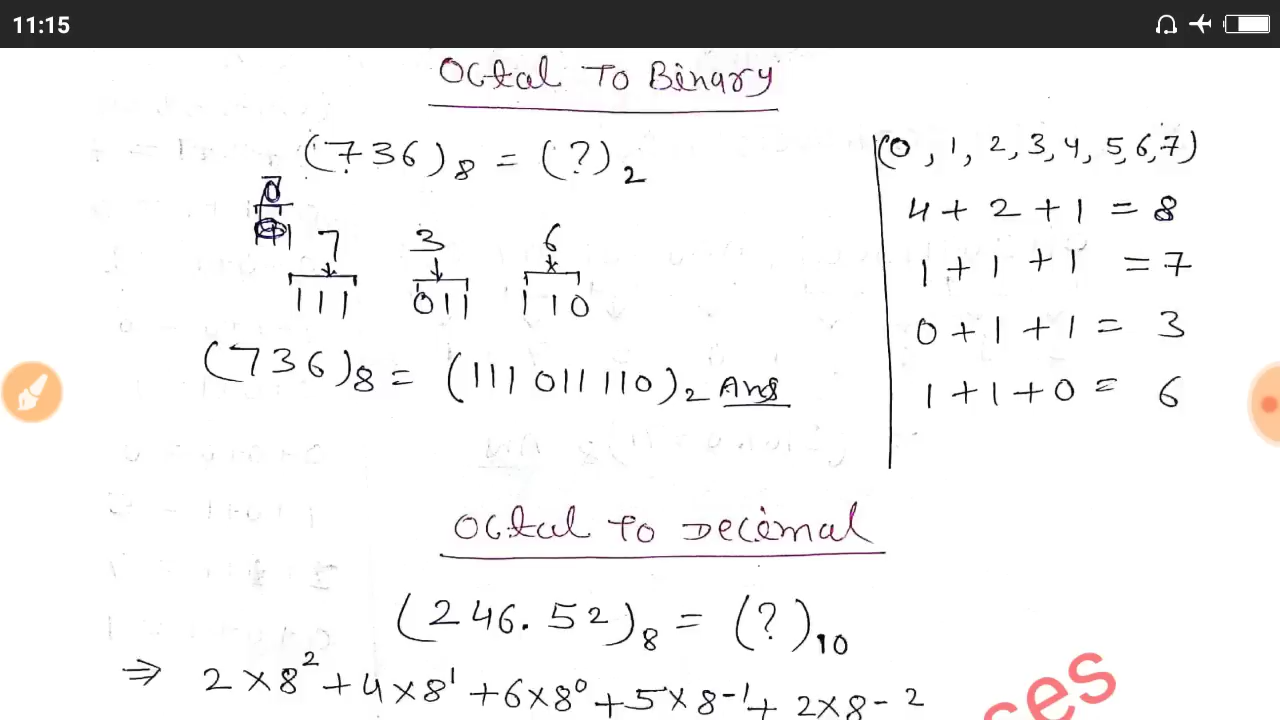 11:15
Octal To Binary
(736)₈ = (?)₂
7 3 6
111 011 110
(736)₈ = (111 011 110)₂ Ans
(0, 1, 2, 3, 4, 5, 6, 7)
4 + 2 + 1 = 8
1 + 1 + 1 = 7
0 + 1 + 1 = 3
1 + 1 + 0 = 6
Octal To Decimal
(246.52)₈ = (?)₁₀
⇒ 2×8² + 4×8¹ + 6×8⁰ + 5×8⁻¹ + 2×8⁻²
ces